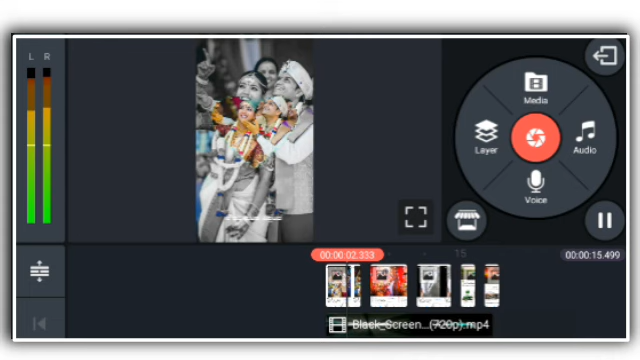 L R
Media
Layer
Audio
Voice
00:00:02.333
15
00:00:15.499
Black_Screen...(720p).mp4